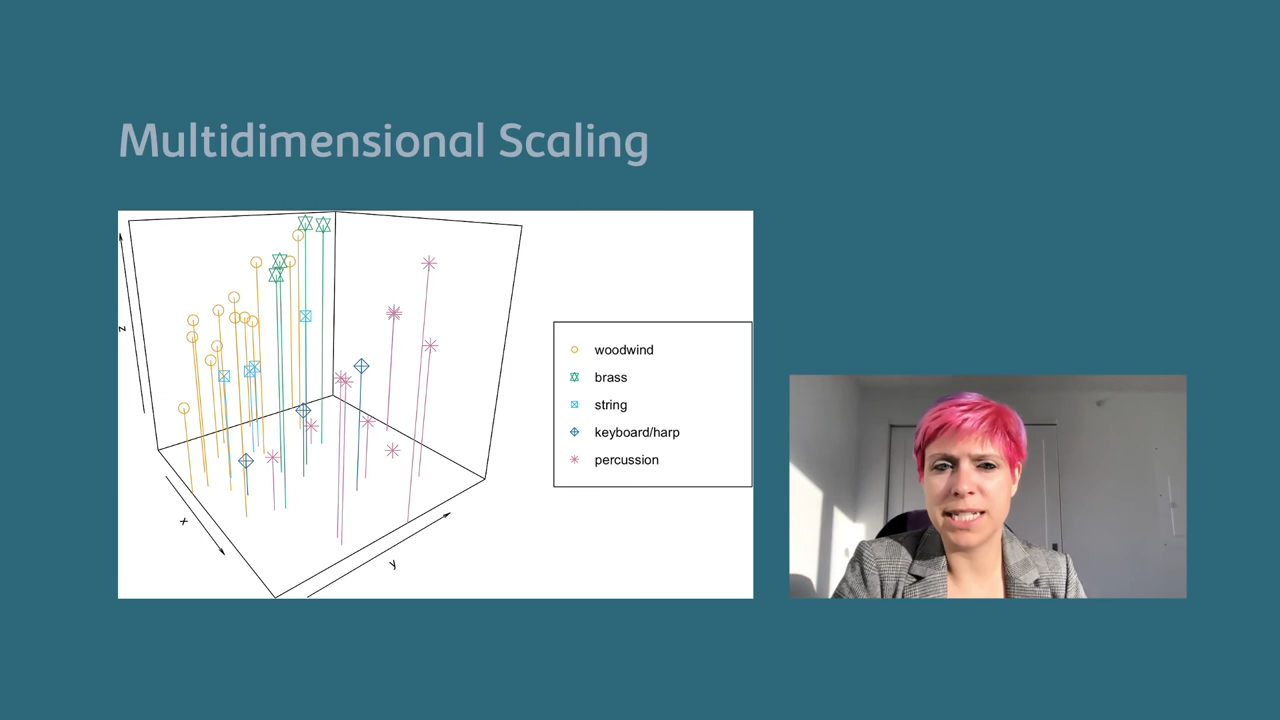 Multidimensional Scaling
z
x
y
woodwind
brass
string
keyboard/harp
percussion